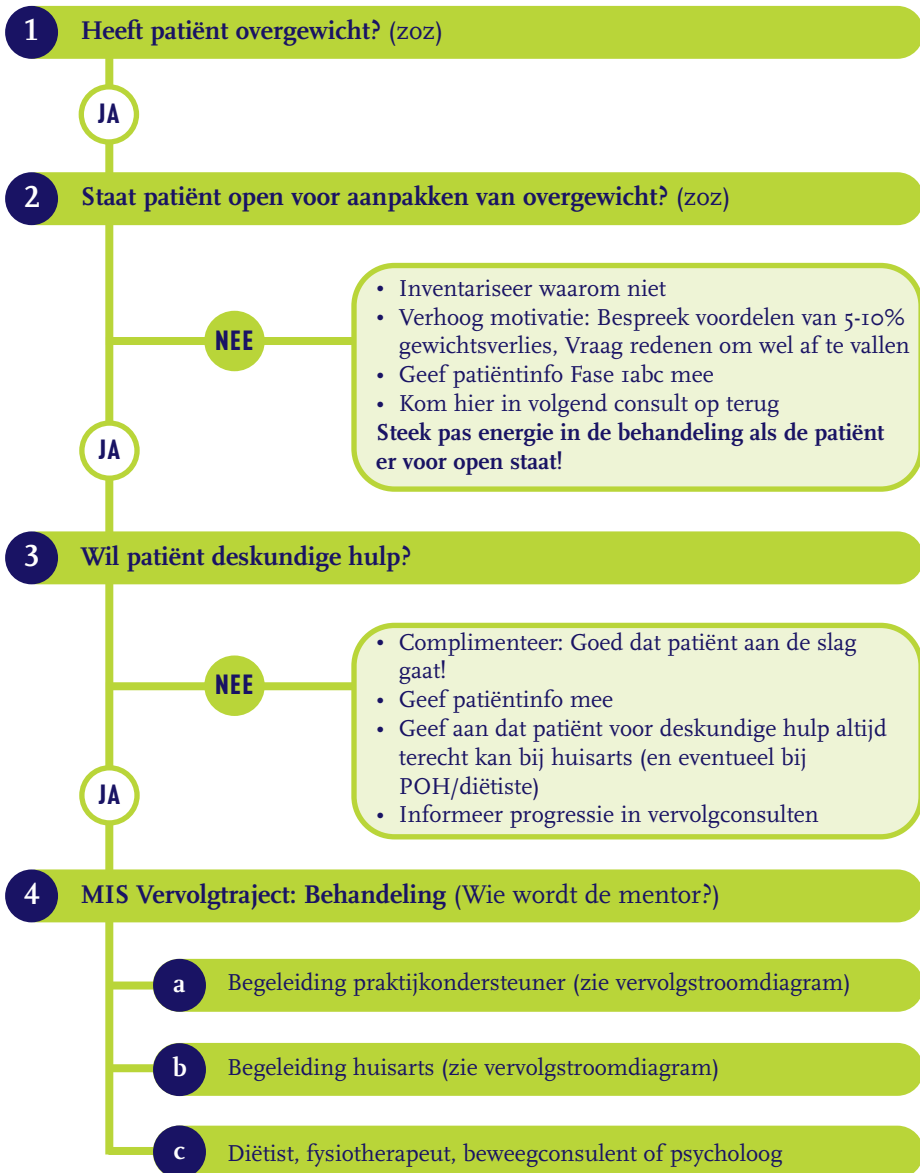 1 Heeft patiënt overgewicht? (zoz)
JA
2 Staat patiënt open voor aanpakken van overgewicht? (zoz)
NEE
• Inventariseer waarom niet
• Verhoog motivatie: Bespreek voordelen van 5-10%
gewichtsverlies, Vraag redenen om wel af te vallen
• Geef patiëntinfo Fase 1abc mee
• Kom hier in volgend consult op terug
Steek pas energie in de behandeling als de patiënt
er voor open staat!
JA
3 Wil patiënt deskundige hulp?
NEE
• Complimenteer: Goed dat patiënt aan de slag
gaat!
• Geef patiëntinfo mee
• Geef aan dat patiënt voor deskundige hulp altijd
terecht kan bij huisarts (en eventueel bij
POH/diëtiste)
• Informeer progressie in vervolgconsulten
JA
4 MIS Vervolgtraject: Behandeling (Wie wordt de mentor?)
a Begeleiding praktijkondersteuner (zie vervolgstroomdiagram)
b Begeleiding huisarts (zie vervolgstroomdiagram)
c Diëtist, fysiotherapeut, beweegconsulent of psycholoog